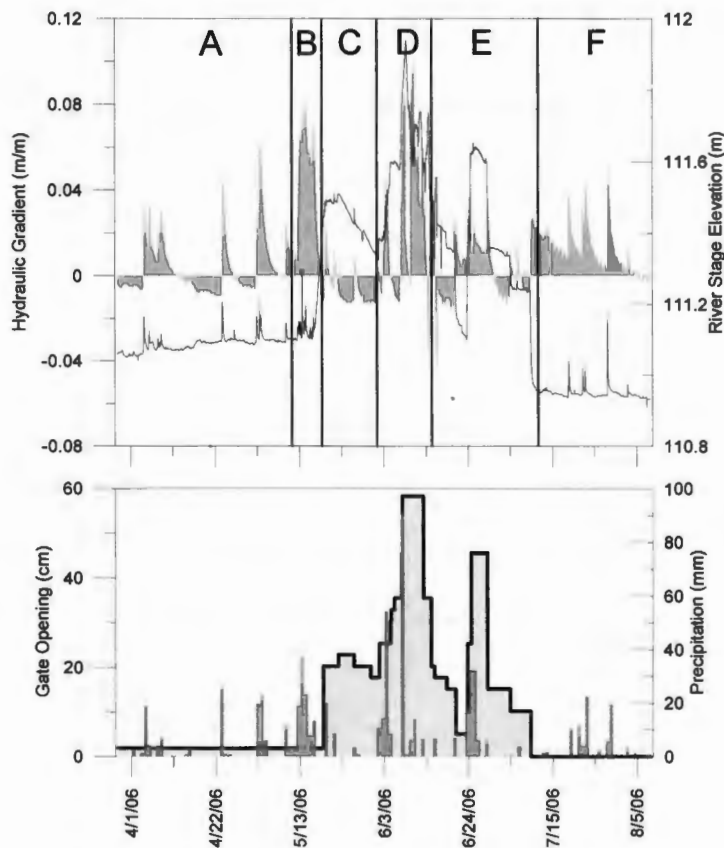 0.12
0.08
0.04
0
-0.04
-0.08
Hydraulic Gradient (m/m)
A
B
C
D
E
F
112
111.6
111.2
110.8
River Stage Elevation (m)
60
40
20
0
Gate Opening (cm)
100
80
60
40
20
0
Precipitation (mm)
4/1/06
4/22/06
5/13/06
6/3/06
6/24/06
7/15/06
8/5/06